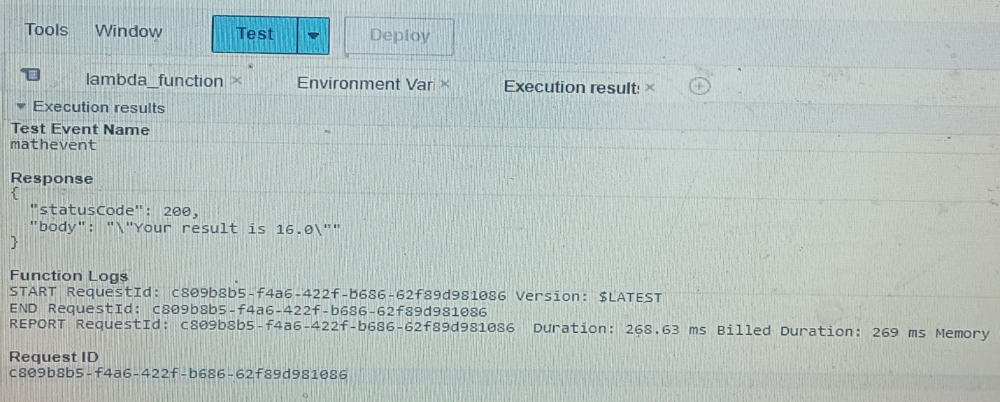 Tools Window Test Deploy
lambda_function × Environment Var × Execution result: ×
Execution results
Test Event Name
mathevent
Response
{
  "statusCode": 200,
  "body": "\"Your result is 16.0\""
}
Function Logs
START RequestId: c809b8b5-f4a6-422f-b686-62f89d981086 Version: $LATEST
END RequestId: c809b8b5-f4a6-422f-b686-62f89d981086
REPORT RequestId: c809b8b5-f4a6-422f-b686-62f89d981086  Duration: 268.63 ms Billed Duration: 269 ms Memory
Request ID
c809b8b5-f4a6-422f-b686-62f89d981086